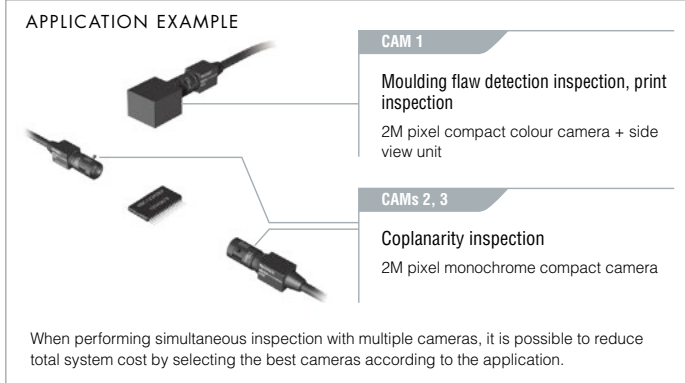 APPLICATION EXAMPLE
CAM 1
Moulding flaw detection inspection, print
inspection
2M pixel compact colour camera + side
view unit
CAMs 2, 3
Coplanarity inspection
2M pixel monochrome compact camera
When performing simultaneous inspection with multiple cameras, it is possible to reduce
total system cost by selecting the best cameras according to the application.